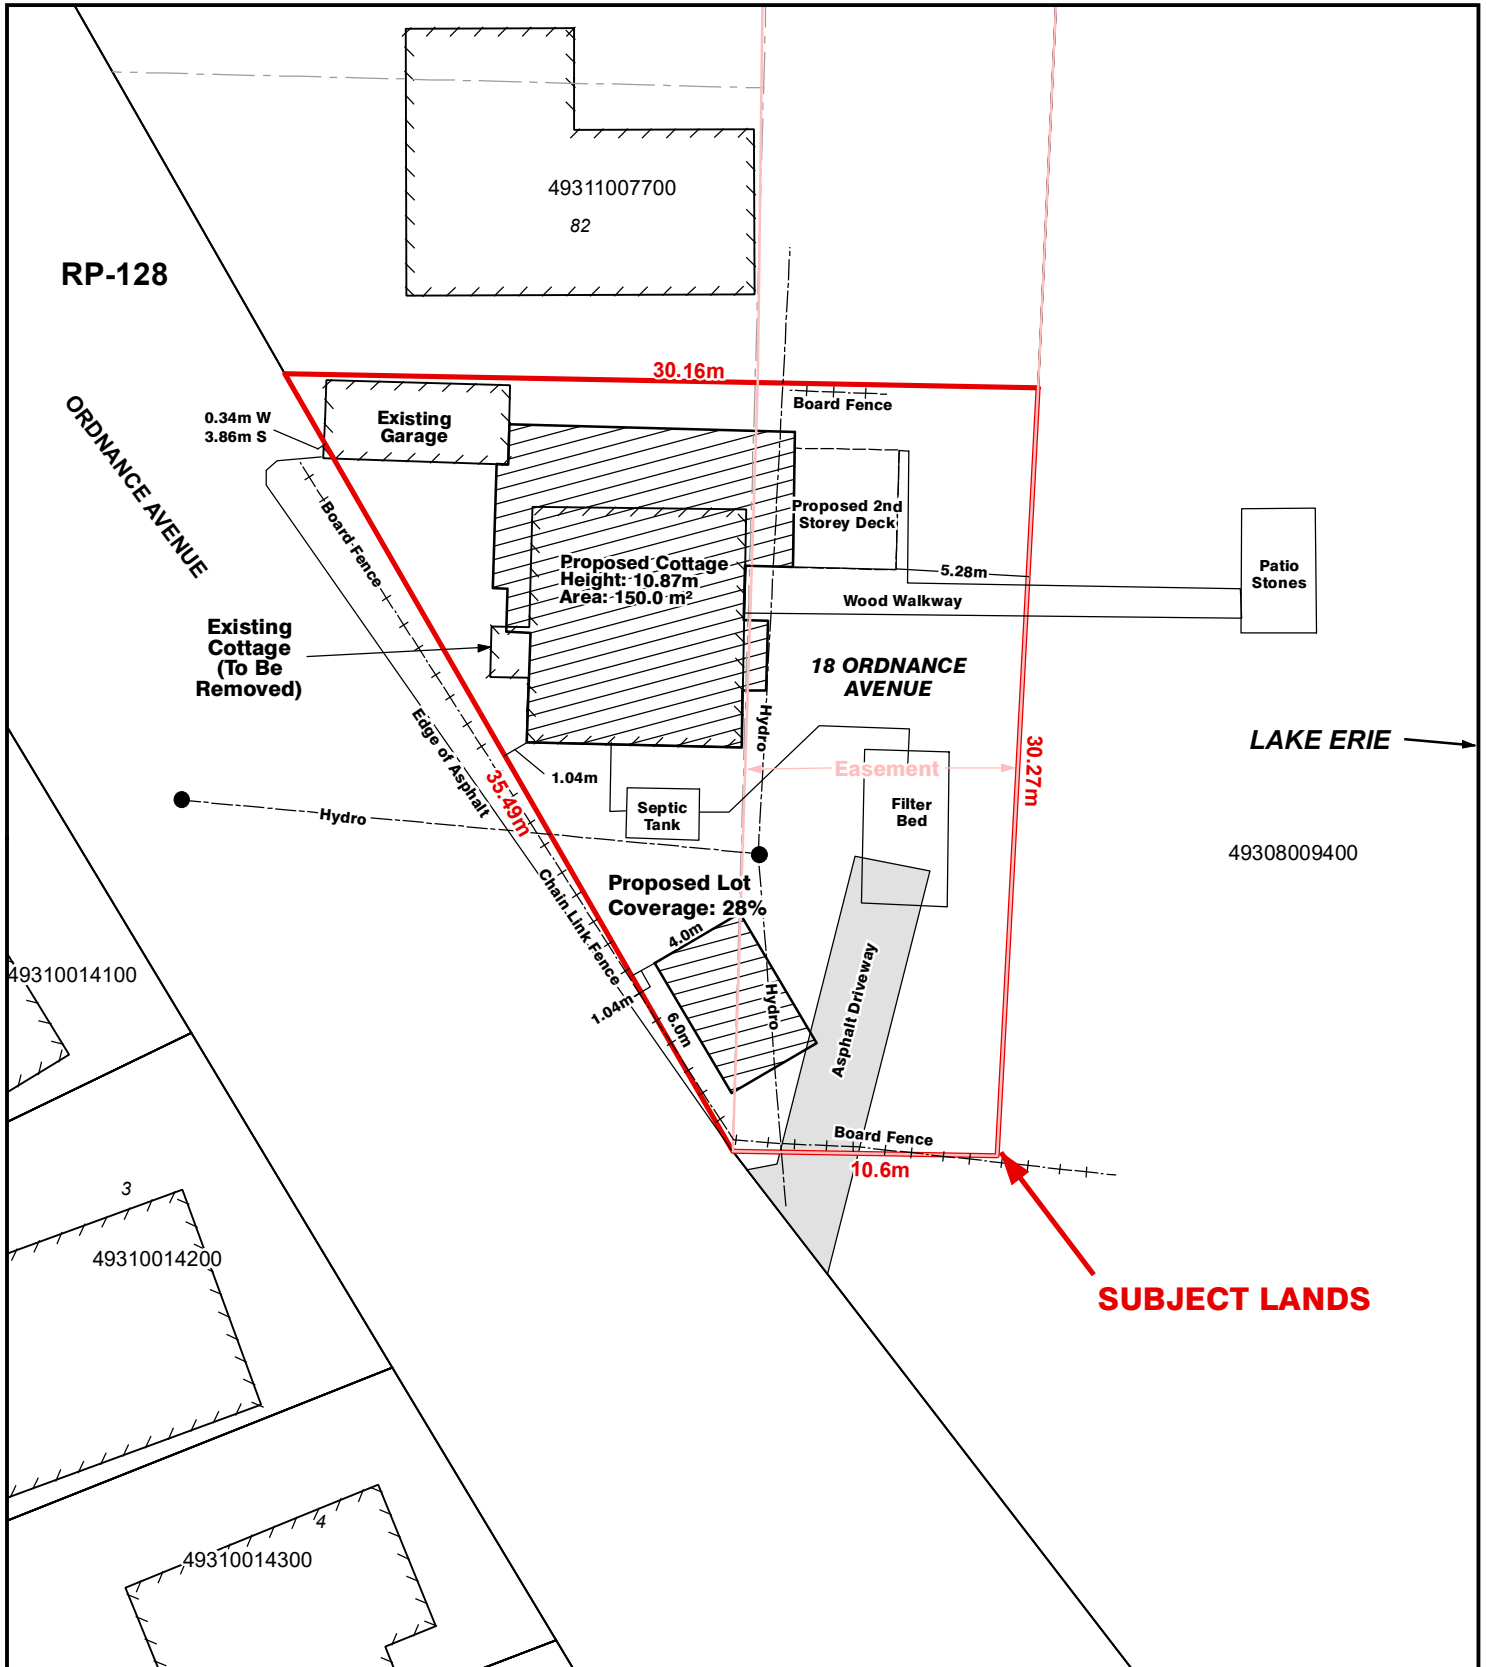 49311007700
82
RP-128
30.16m
Board Fence
ORDNANCE AVENUE
0.34m W
3.86m S
Existing
Garage
Board Fence
Proposed 2nd
Storey Deck
Proposed Cottage
Height: 10.87m
Area: 150.0 m²
5.28m
Wood Walkway
Patio
Stones
Existing
Cottage
(To Be
Removed)
18 ORDNANCE
AVENUE
Hydro
Edge of Asphalt
35.49m
1.04m
Easement
30.27m
LAKE ERIE
Septic
Tank
Filter
Bed
Hydro
49308009400
Proposed Lot
Coverage: 28%
Chain Link Fence
4.0m
1.04m
6.0m
Hydro
Asphalt Driveway
49310014100
Board Fence
10.6m
3
49310014200
SUBJECT LANDS
4
49310014300